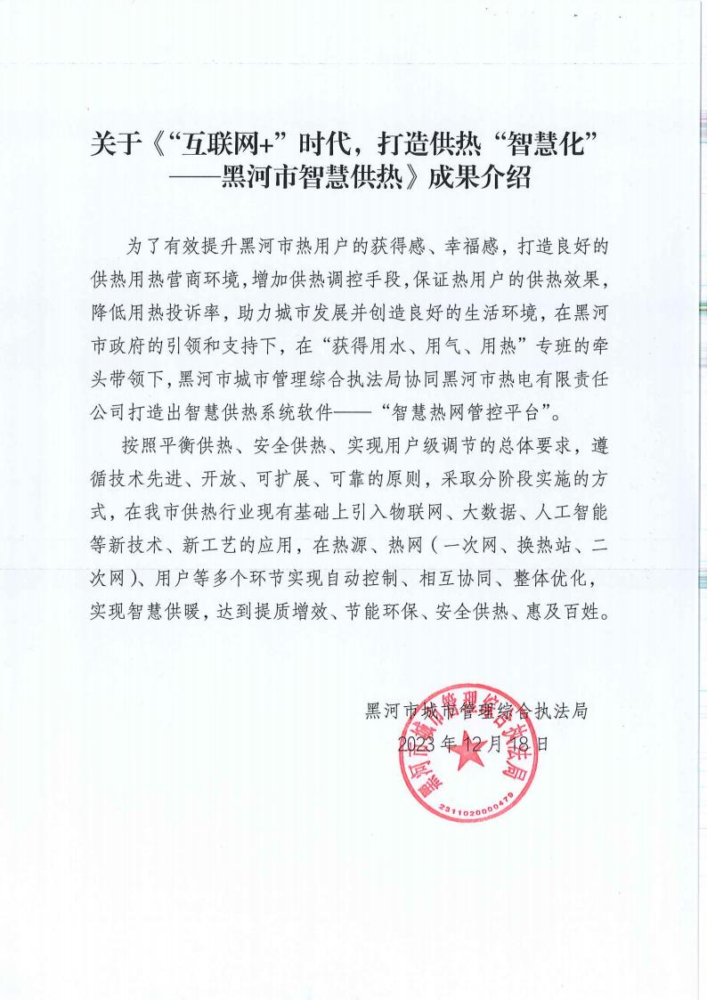 关于《“互联网+”时代，打造供热“智慧化”
——黑河市智慧供热》成果介绍
为了有效提升黑河市热用户的获得感、幸福感，打造良好的
供热用热营商环境，增加供热调控手段，保证热用户的供热效果，
降低用热投诉率，助力城市发展并创造良好的生活环境，在黑河
市政府的引领和支持下，在“获得用水、用气、用热”专班的牵
头带领下，黑河市城市管理综合执法局协同黑河市热电有限责任
公司打造出智慧供热系统软件——“智慧热网管控平台”。
按照平衡供热、安全供热、实现用户级调节的总体要求，遵
循技术先进、开放、可扩展、可靠的原则，采取分阶段实施的方
式，在我市供热行业现有基础上引入物联网、大数据、人工智能
等新技术、新工艺的应用，在热源、热网（一次网、换热站、二
次网）、用户等多个环节实现自动控制、相互协同、整体优化，
实现智慧供暖，达到提质增效、节能环保、安全供热、惠及百姓。
黑河市城市管理综合执法局
2023年12月18日
黑河市城市管理综合执法局
2311020000479